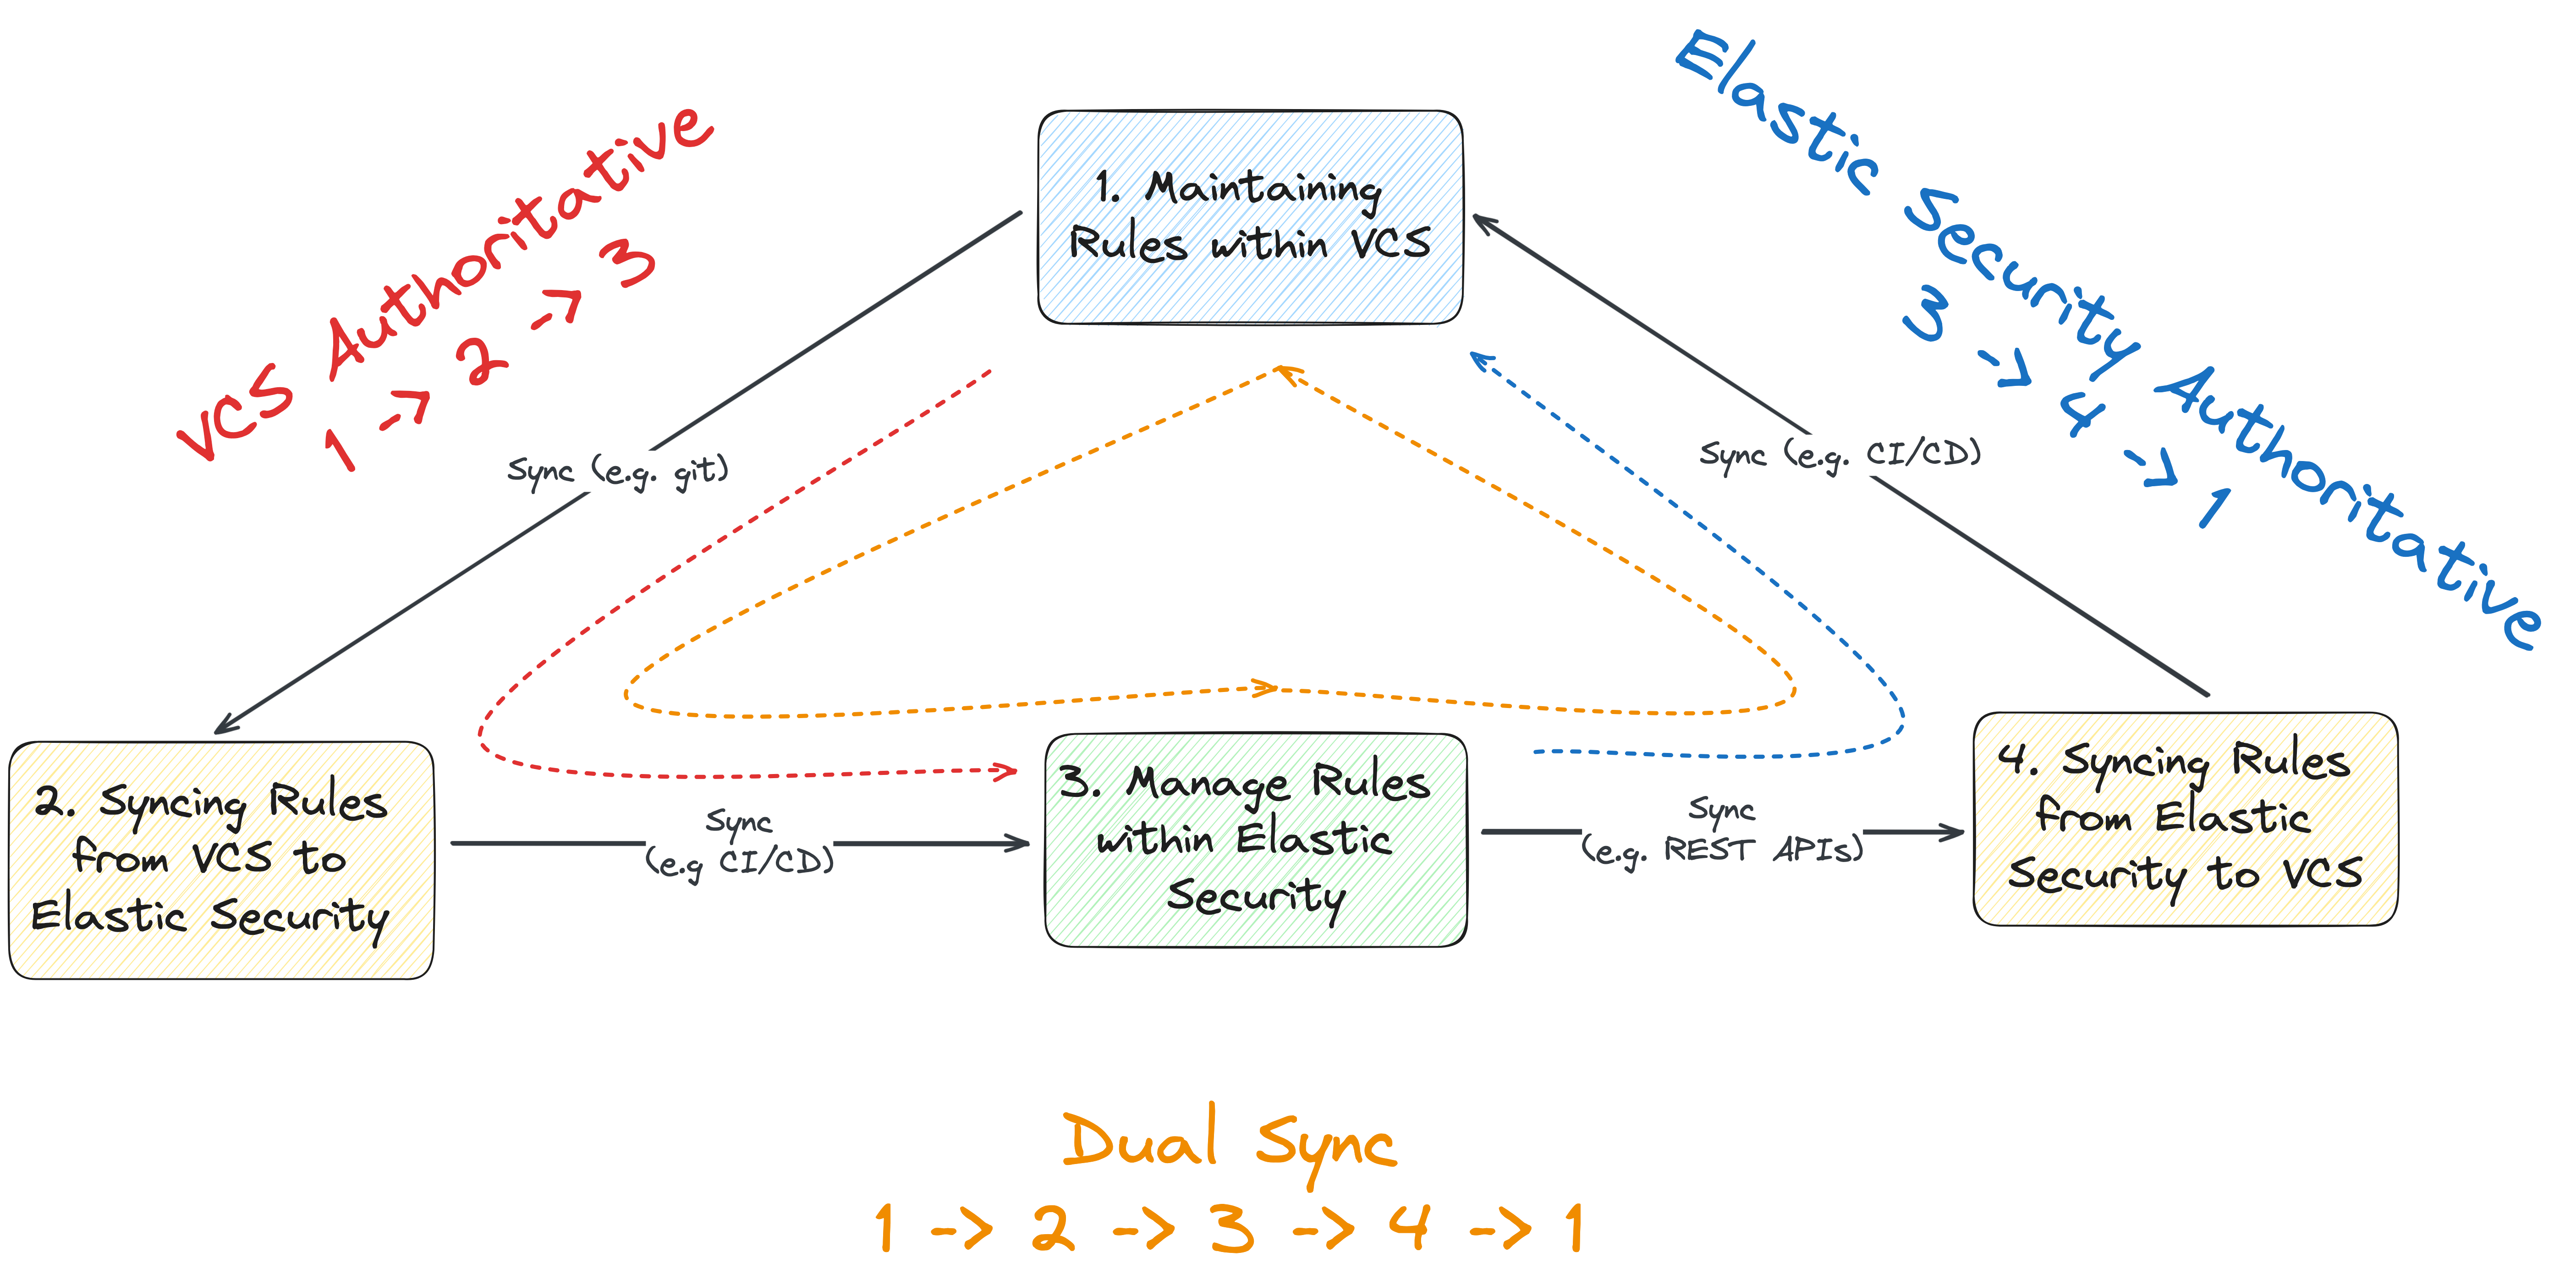 Elastic Security Authoritative
3 -> 4 -> 1
VCS Authoritative
1 -> 2 -> 3
1. Maintaining
Rules within VCS
Sync (e.g. git)
Sync (e.g. CI/CD)
2. Syncing Rules
from VCS to
Elastic Security
Sync
(e.g CI/CD)
3. Manage Rules
within Elastic
Security
Sync
(e.g. REST APIs)
4. Syncing Rules
from Elastic
Security to VCS
Dual Sync
1 -> 2 -> 3 -> 4 -> 1